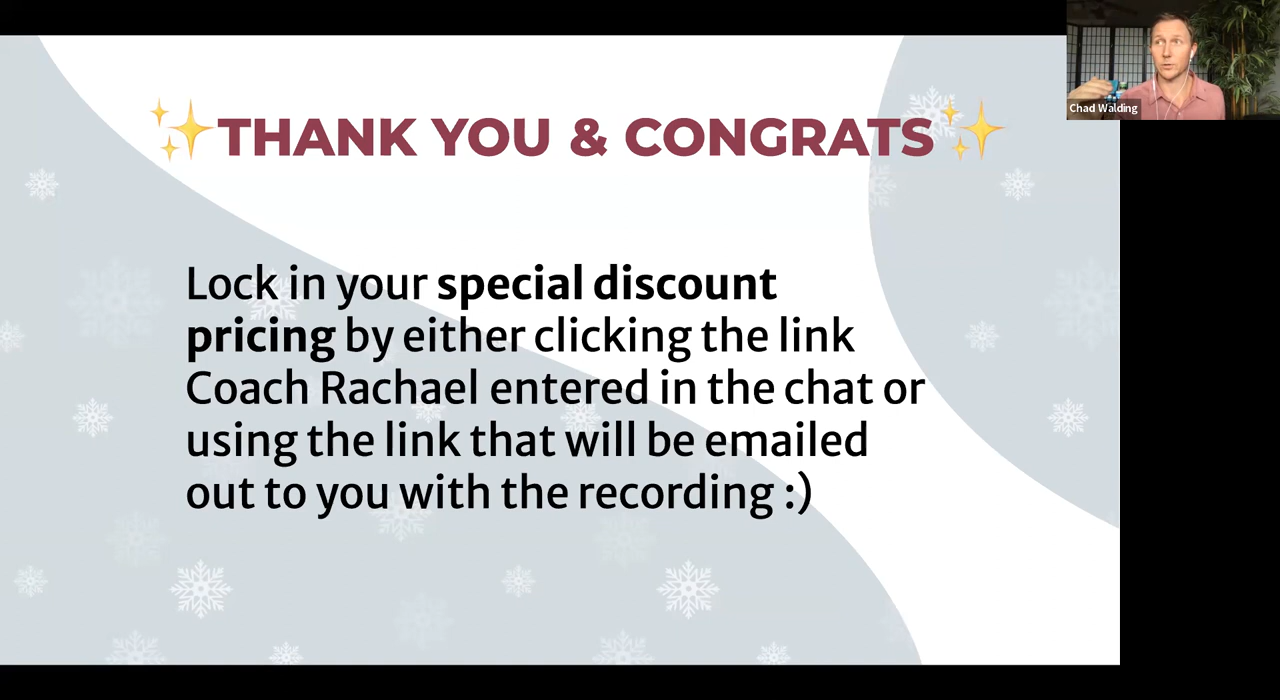 ✨THANK YOU & CONGRATS✨
Chad Walding
Lock in your special discount
pricing by either clicking the link
Coach Rachael entered in the chat or
using the link that will be emailed
out to you with the recording :)